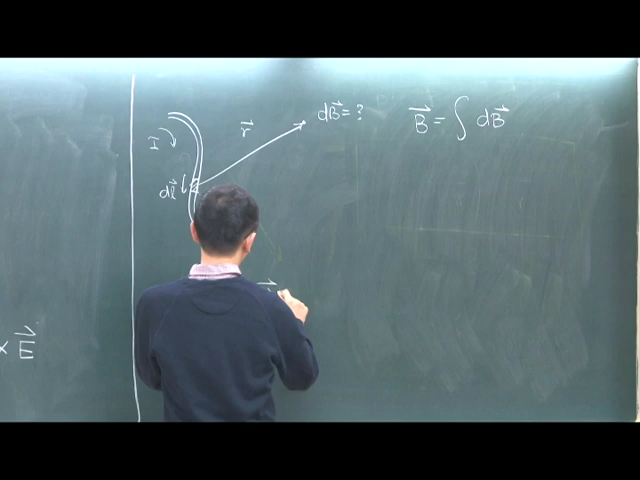 dB⃗ = ?
B⃗ = ∫ dB⃗
r⃗
I
dl⃗
× E⃗